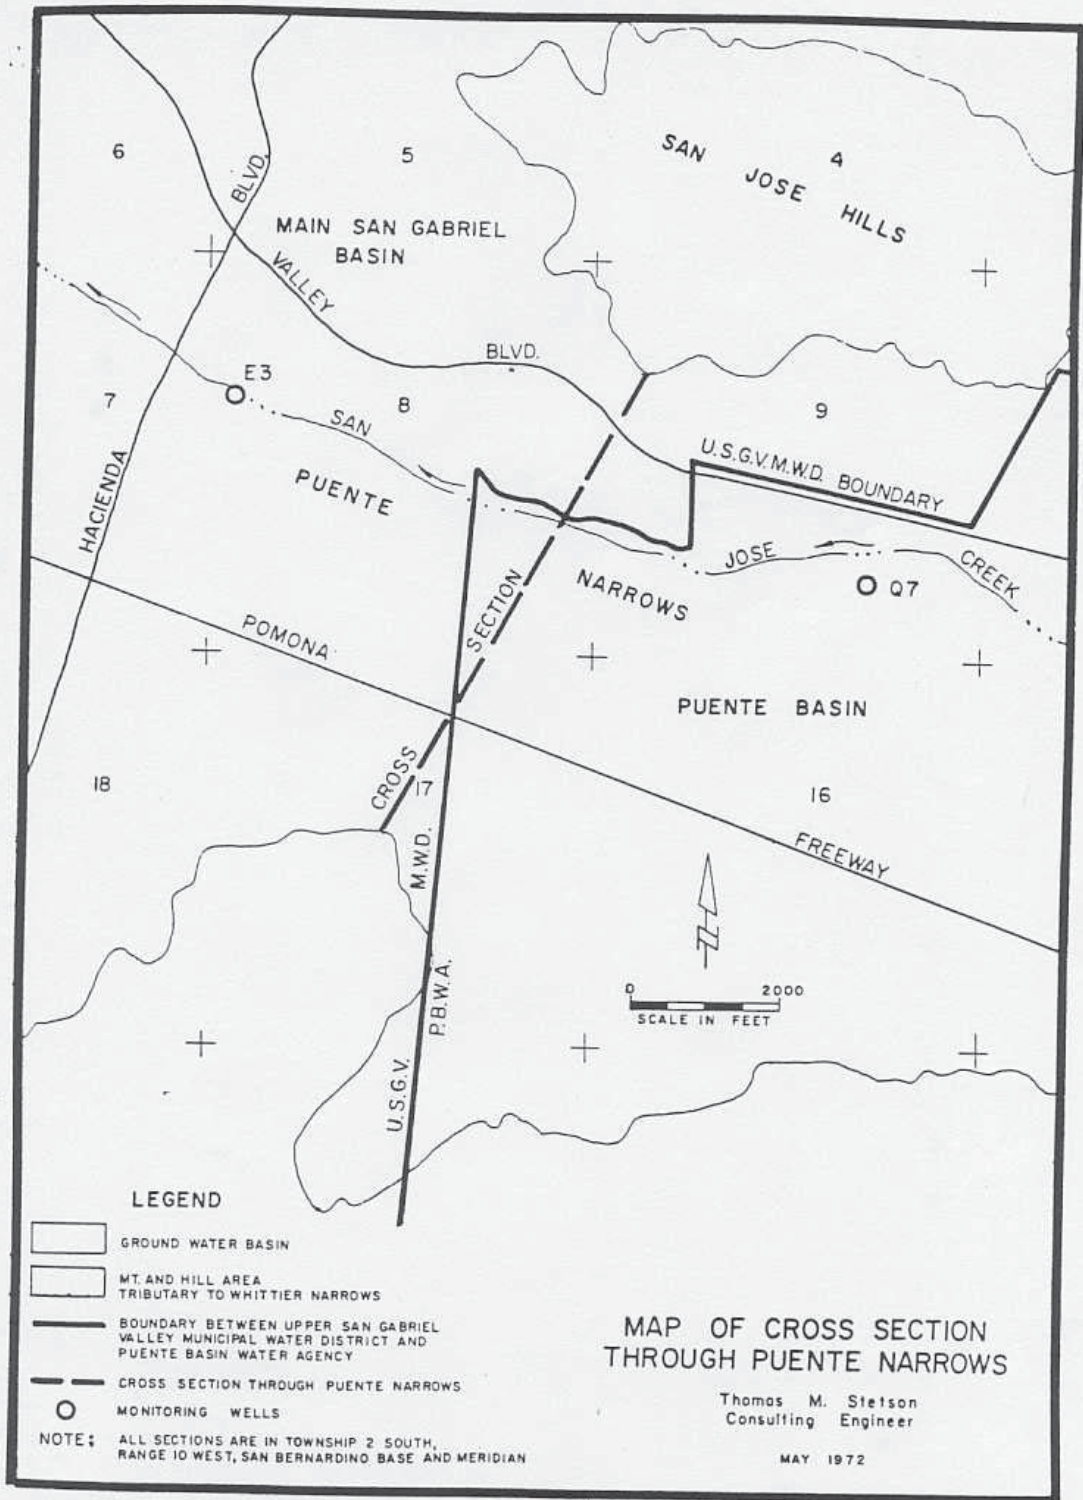 6
5
4
SAN JOSE HILLS
BLVD.
MAIN SAN GABRIEL
BASIN
VALLEY
BLVD.
E3
7
8
9
SAN
U.S.G.V.M.W.D. BOUNDARY
HACIENDA
PUENTE
JOSE
CREEK
SECTION
NARROWS
Q7
POMONA
PUENTE BASIN
CROSS
18
17
16
M.W.D.
FREEWAY
P.B.W.A.
0 2000
SCALE IN FEET
U.S.G.V.
LEGEND
GROUND WATER BASIN
MT. AND HILL AREA
TRIBUTARY TO WHITTIER NARROWS
BOUNDARY BETWEEN UPPER SAN GABRIEL
VALLEY MUNICIPAL WATER DISTRICT AND
PUENTE BASIN WATER AGENCY
CROSS SECTION THROUGH PUENTE NARROWS
MONITORING WELLS
NOTE: ALL SECTIONS ARE IN TOWNSHIP 2 SOUTH,
RANGE 10 WEST, SAN BERNARDINO BASE AND MERIDIAN
MAP OF CROSS SECTION
THROUGH PUENTE NARROWS
Thomas M. Stetson
Consulting Engineer
MAY 1972